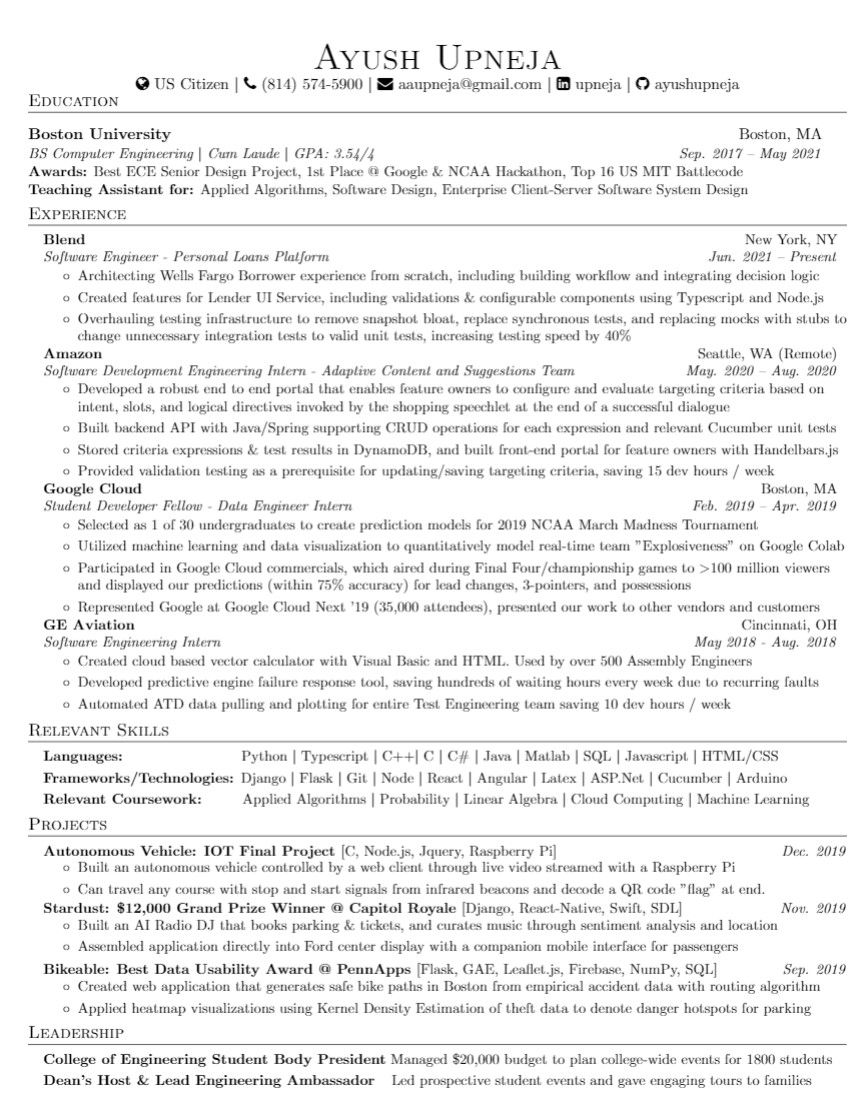 Ayush Upneja
US Citizen | (814) 574-5900 | aaupneja@gmail.com | upneja | ayushupneja
Education
Boston University Boston, MA
BS Computer Engineering | Cum Laude | GPA: 3.54/4 Sep. 2017 – May 2021
Awards: Best ECE Senior Design Project, 1st Place @ Google & NCAA Hackathon, Top 16 US MIT Battlecode
Teaching Assistant for: Applied Algorithms, Software Design, Enterprise Client-Server Software System Design
Experience
Blend New York, NY
Software Engineer - Personal Loans Platform Jun. 2021 – Present
◦ Architecting Wells Fargo Borrower experience from scratch, including building workflow and integrating decision logic
◦ Created features for Lender UI Service, including validations & configurable components using Typescript and Node.js
◦ Overhauling testing infrastructure to remove snapshot bloat, replace synchronous tests, and replacing mocks with stubs to
change unnecessary integration tests to valid unit tests, increasing testing speed by 40%
Amazon Seattle, WA (Remote)
Software Development Engineering Intern - Adaptive Content and Suggestions Team May. 2020 – Aug. 2020
◦ Developed a robust end to end portal that enables feature owners to configure and evaluate targeting criteria based on
intent, slots, and logical directives invoked by the shopping speechlet at the end of a successful dialogue
◦ Built backend API with Java/Spring supporting CRUD operations for each expression and relevant Cucumber unit tests
◦ Stored criteria expressions & test results in DynamoDB, and built front-end portal for feature owners with Handelbars.js
◦ Provided validation testing as a prerequisite for updating/saving targeting criteria, saving 15 dev hours / week
Google Cloud Boston, MA
Student Developer Fellow - Data Engineer Intern Feb. 2019 – Apr. 2019
◦ Selected as 1 of 30 undergraduates to create prediction models for 2019 NCAA March Madness Tournament
◦ Utilized machine learning and data visualization to quantitatively model real-time team ”Explosiveness” on Google Colab
◦ Participated in Google Cloud commercials, which aired during Final Four/championship games to >100 million viewers
and displayed our predictions (within 75% accuracy) for lead changes, 3-pointers, and possessions
◦ Represented Google at Google Cloud Next ’19 (35,000 attendees), presented our work to other vendors and customers
GE Aviation Cincinnati, OH
Software Engineering Intern May 2018 - Aug. 2018
◦ Created cloud based vector calculator with Visual Basic and HTML. Used by over 500 Assembly Engineers
◦ Developed predictive engine failure response tool, saving hundreds of waiting hours every week due to recurring faults
◦ Automated ATD data pulling and plotting for entire Test Engineering team saving 10 dev hours / week
Relevant Skills
Languages: Python | Typescript | C++| C | C# | Java | Matlab | SQL | Javascript | HTML/CSS
Frameworks/Technologies: Django | Flask | Git | Node | React | Angular | Latex | ASP.Net | Cucumber | Arduino
Relevant Coursework: Applied Algorithms | Probability | Linear Algebra | Cloud Computing | Machine Learning
Projects
Autonomous Vehicle: IOT Final Project [C, Node.js, Jquery, Raspberry Pi] Dec. 2019
◦ Built an autonomous vehicle controlled by a web client through live video streamed with a Raspberry Pi
◦ Can travel any course with stop and start signals from infrared beacons and decode a QR code ”flag” at end.
Stardust: $12,000 Grand Prize Winner @ Capitol Royale [Django, React-Native, Swift, SDL] Nov. 2019
◦ Built an AI Radio DJ that books parking & tickets, and curates music through sentiment analysis and location
◦ Assembled application directly into Ford center display with a companion mobile interface for passengers
Bikeable: Best Data Usability Award @ PennApps [Flask, GAE, Leaflet.js, Firebase, NumPy, SQL] Sep. 2019
◦ Created web application that generates safe bike paths in Boston from empirical accident data with routing algorithm
◦ Applied heatmap visualizations using Kernel Density Estimation of theft data to denote danger hotspots for parking
Leadership
College of Engineering Student Body President Managed $20,000 budget to plan college-wide events for 1800 students
Dean’s Host & Lead Engineering Ambassador Led prospective student events and gave engaging tours to families